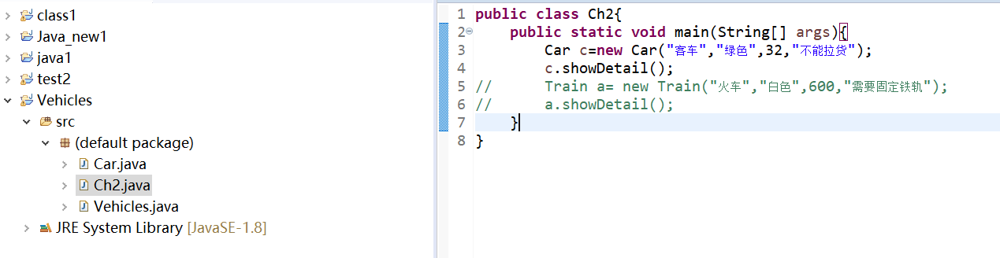 class1
Java_new1
java1
test2
Vehicles
src
(default package)
Car.java
Ch2.java
Vehicles.java
JRE System Library [JavaSE-1.8]
1 public class Ch2{
2 public static void main(String[] args){
3 Car c=new Car("客车","绿色",32,"不能拉货");
4 c.showDetail();
5 // Train a= new Train("火车","白色",600,"需要固定铁轨");
6 // a.showDetail();
7 }
8 }